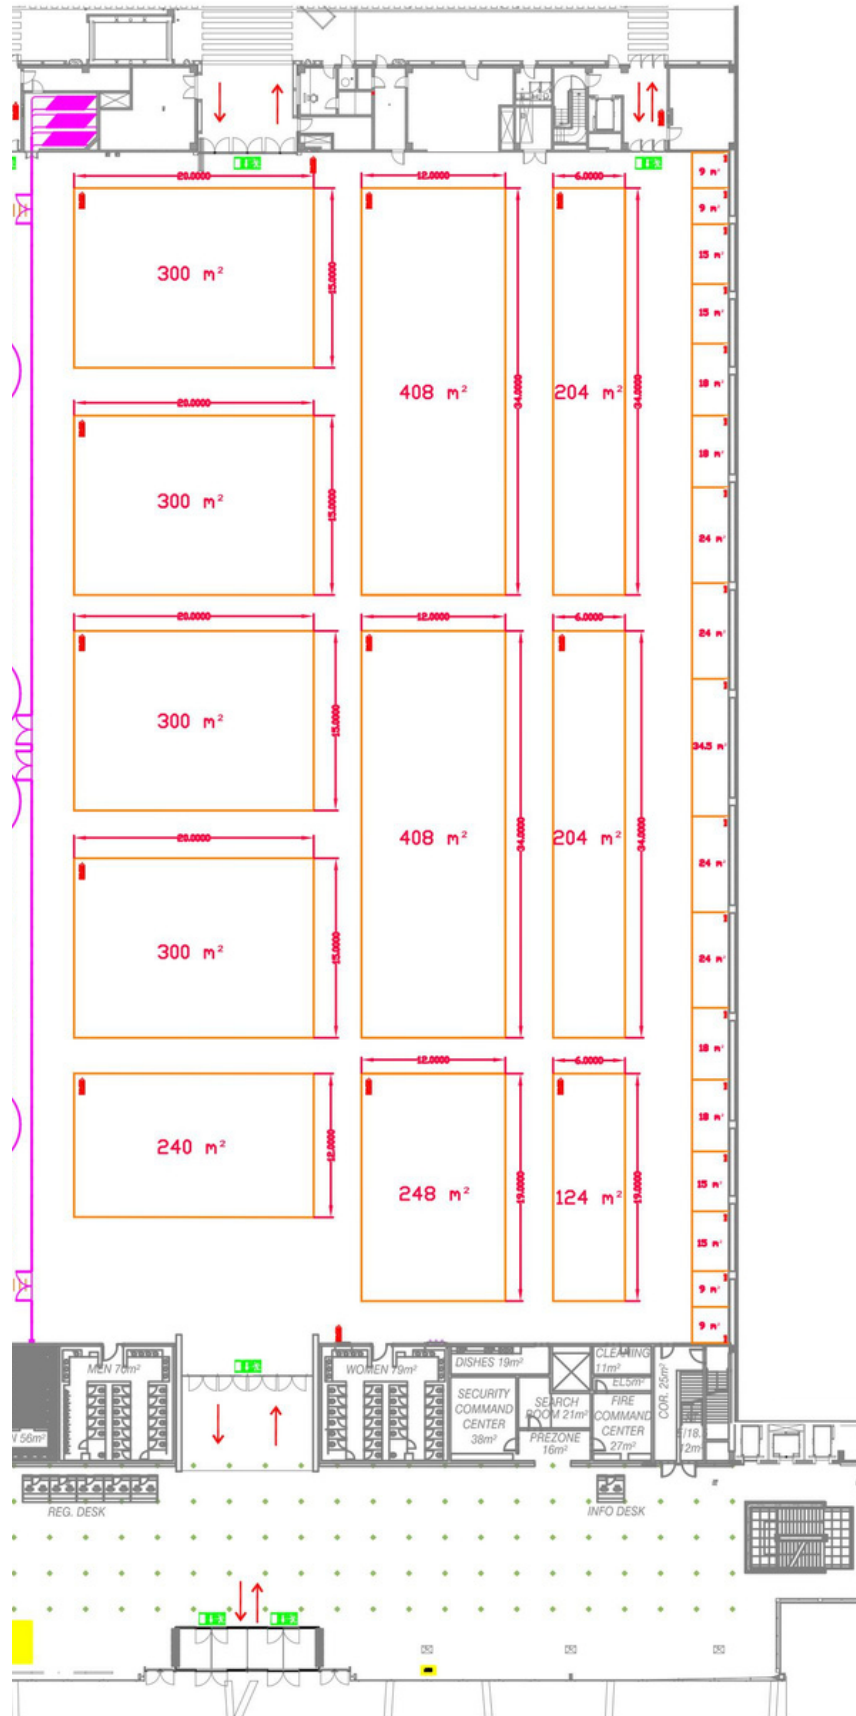 20.0000
12.0000
6.0000
9 m²
9 m²
15 m²
300 m²
15.0000
15 m²
18 m²
408 m²
34.0000
204 m²
34.0000
20.0000
18 m²
300 m²
15.0000
24 m²
20.0000
12.0000
6.0000
24 m²
300 m²
15.0000
34.5 m²
20.0000
408 m²
34.0000
204 m²
34.0000
24 m²
300 m²
15.0000
24 m²
18 m²
12.0000
6.0000
18 m²
240 m²
12.0000
15 m²
248 m²
19.0000
124 m²
19.0000
15 m²
9 m²
9 m²
MEN 76m²
WOMEN 79m²
DISHES 19m²
CLEANING
11m²
EL5m²
COR. 25m²
SECURITY
COMMAND
CENTER
38m²
SEARCH
ROOM 21m²
FIRE
COMMAND
CENTER
27m²
PREZONE
16m²
N 56m²
12m²
REG. DESK
INFO DESK